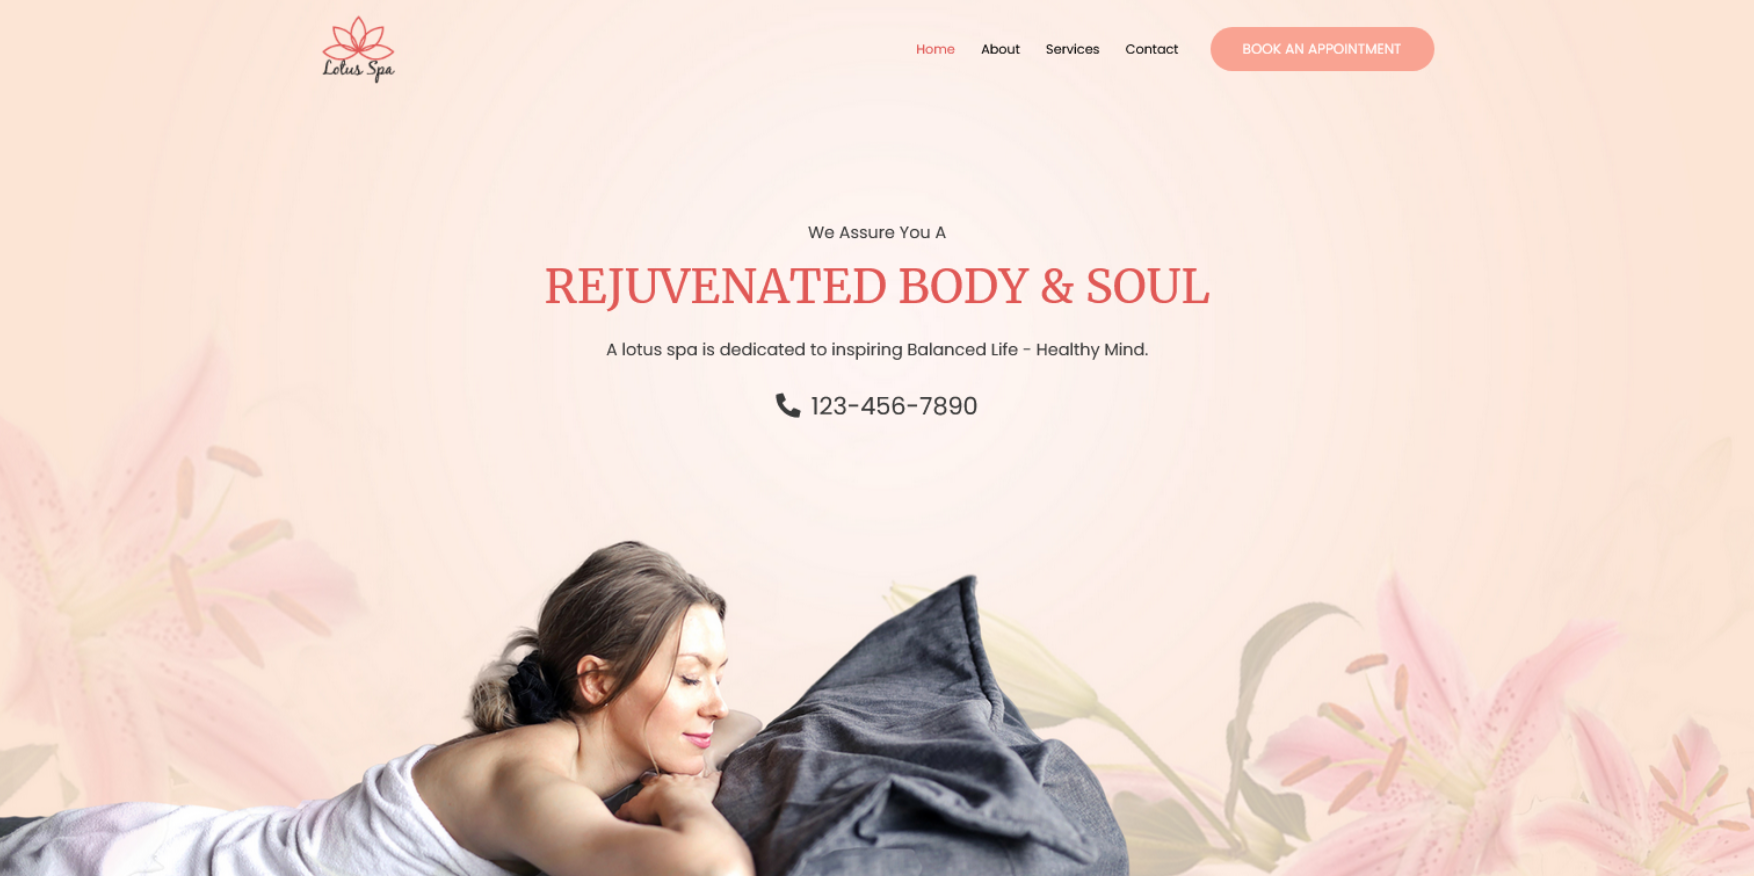 Lotus Spa
Home About Services Contact BOOK AN APPOINTMENT
We Assure You A
REJUVENATED BODY & SOUL
A lotus spa is dedicated to inspiring Balanced Life - Healthy Mind.
123-456-7890